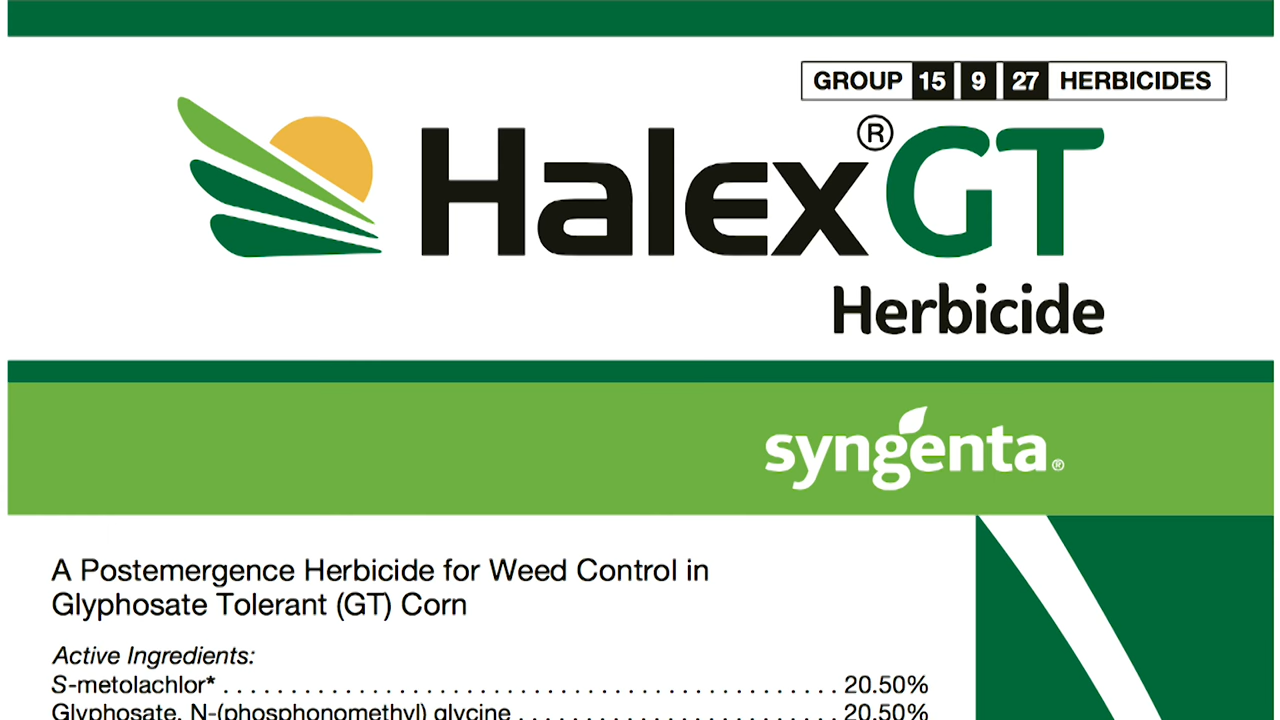 GROUP 15 9 27 HERBICIDES
Halex® GT
Herbicide
syngenta®
A Postemergence Herbicide for Weed Control in
Glyphosate Tolerant (GT) Corn
Active Ingredients:
S-metolachlor* . . . . . . . . . . . . . . . . . . . . . . . . . . . . . . . . . . . . . . . . . . . . . . 20.50%
Glyphosate, N-(phosphonomethyl) glycine . . . . . . . . . . . . . . . . . . . . . . . . 20.50%